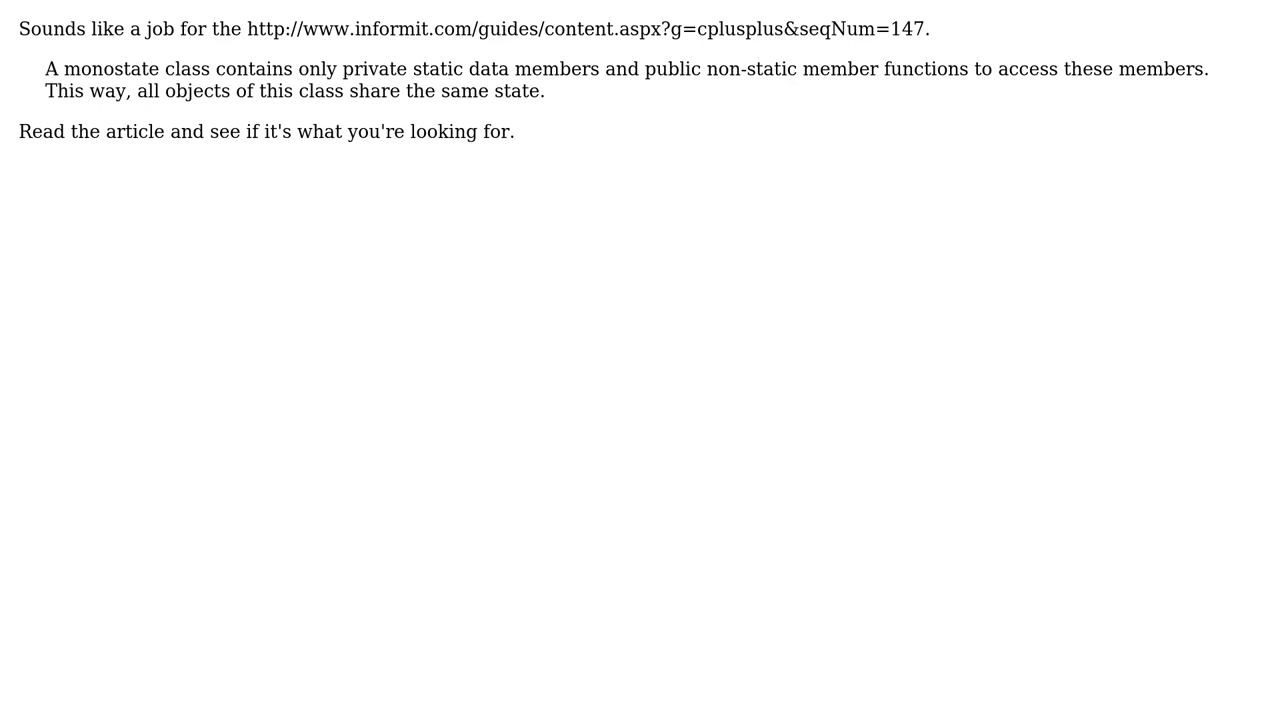 Sounds like a job for the http://www.informit.com/guides/content.aspx?g=cplusplus&seqNum=147.
A monostate class contains only private static data members and public non-static member functions to access these members.
This way, all objects of this class share the same state.
Read the article and see if it's what you're looking for.